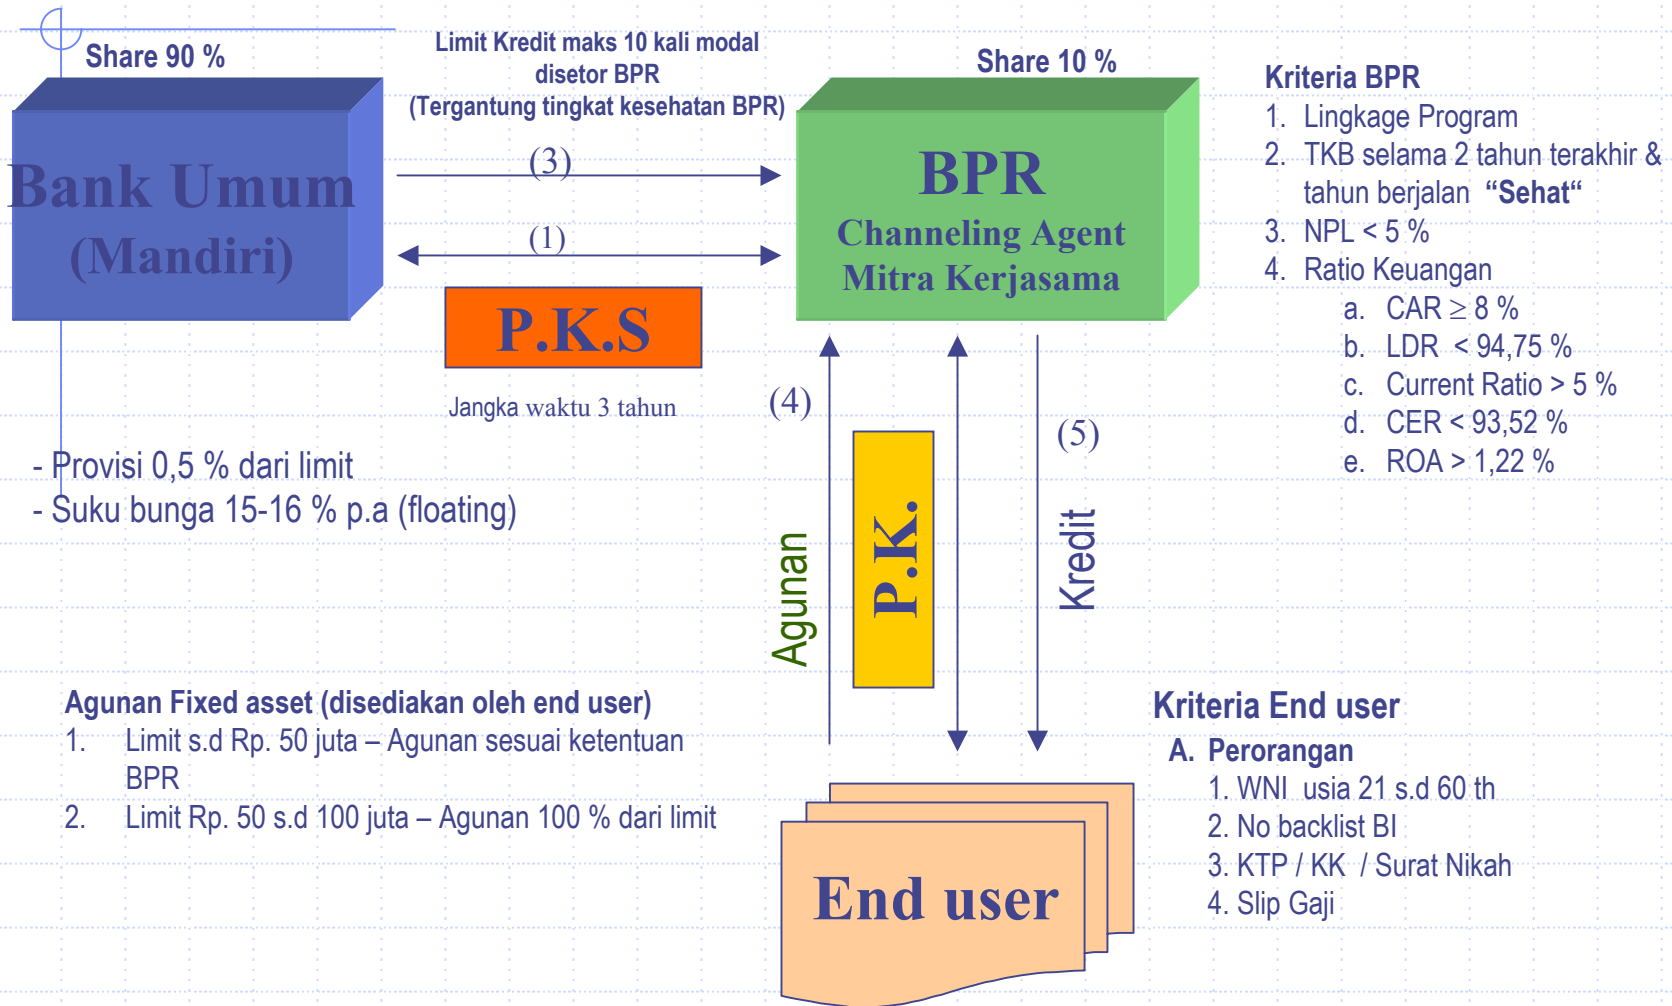 Share 90 %
Bank Umum
(Mandiri)
Limit Kredit maks 10 kali modal
disetor BPR
(Tergantung tingkat kesehatan BPR)
(3)
(1)
P.K.S
Jangka waktu 3 tahun
Share 10 %
BPR
Channeling Agent
Mitra Kerjasama
Kriteria BPR
1. Lingkage Program
2. TKB selama 2 tahun terakhir &
tahun berjalan “Sehat“
3. NPL < 5 %
4. Ratio Keuangan
a. CAR ≥ 8 %
b. LDR < 94,75 %
c. Current Ratio > 5 %
d. CER < 93,52 %
e. ROA > 1,22 %
- Provisi 0,5 % dari limit
- Suku bunga 15-16 % p.a (floating)
(4)
Agunan
P.K.
(5)
Kredit
Agunan Fixed asset (disediakan oleh end user)
1. Limit s.d Rp. 50 juta – Agunan sesuai ketentuan
BPR
2. Limit Rp. 50 s.d 100 juta – Agunan 100 % dari limit
End user
Kriteria End user
A. Perorangan
1. WNI usia 21 s.d 60 th
2. No backlist BI
3. KTP / KK / Surat Nikah
4. Slip Gaji